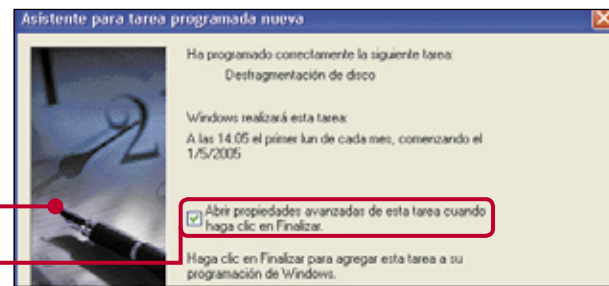 Asistente para tarea programada nueva
Ha programado correctamente la siguiente tarea:
Desfragmentación de disco
Windows realizará esta tarea:
A las 14:05 el primer lun de cada mes, comenzando el
1/5/2005
Abrir propiedades avanzadas de esta tarea cuando
haga clic en Finalizar.
Haga clic en Finalizar para agregar esta tarea a su
programación de Windows.
2